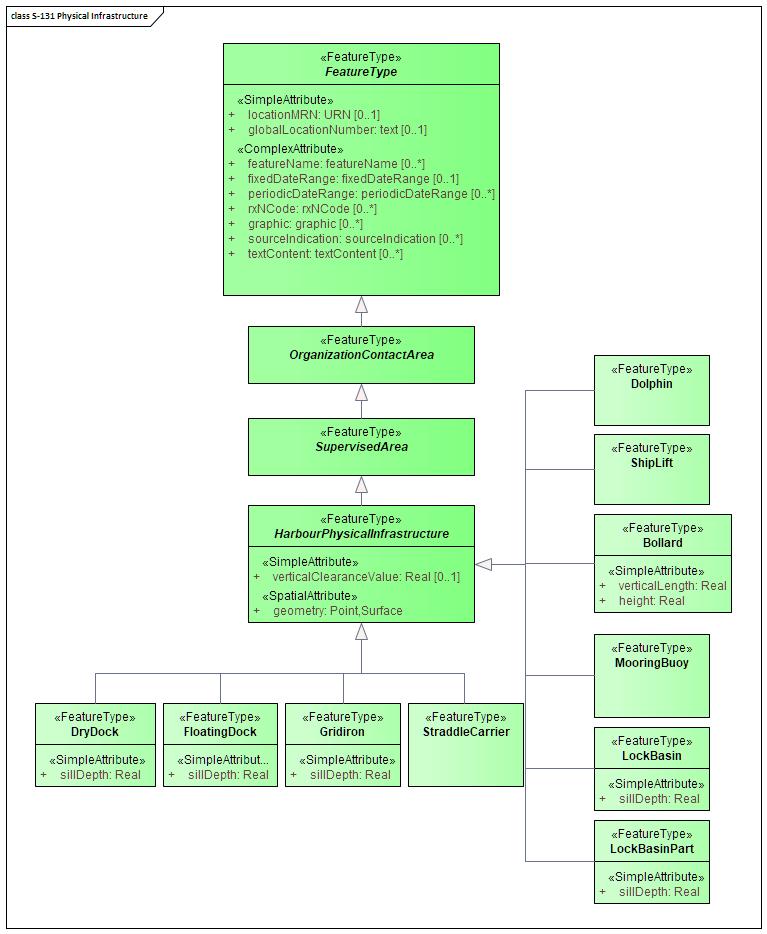 class S-131 Physical Infrastructure
«FeatureType»
FeatureType
«SimpleAttribute»
+ locationMRN: URN [0..1]
+ globalLocationNumber: text [0..1]
«ComplexAttribute»
+ featureName: featureName [0..*]
+ fixedDateRange: fixedDateRange [0..1]
+ periodicDateRange: periodicDateRange [0..*]
+ rxNCode: rxNCode [0..*]
+ graphic: graphic [0..*]
+ sourceIndication: sourceIndication [0..*]
+ textContent: textContent [0..*]
«FeatureType»
OrganizationContactArea
«FeatureType»
SupervisedArea
«FeatureType»
HarbourPhysicalInfrastructure
«SimpleAttribute»
+ verticalClearanceValue: Real [0..1]
«SpatialAttribute»
+ geometry: Point,Surface
«FeatureType»
Dolphin
«FeatureType»
ShipLift
«FeatureType»
Bollard
«SimpleAttribute»
+ verticalLength: Real
+ height: Real
«FeatureType»
MooringBuoy
«FeatureType»
LockBasin
«SimpleAttribute»
+ sillDepth: Real
«FeatureType»
LockBasinPart
«SimpleAttribute»
+ sillDepth: Real
«FeatureType»
DryDock
«SimpleAttribute»
+ sillDepth: Real
«FeatureType»
FloatingDock
«SimpleAttribut...
+ sillDepth: Real
«FeatureType»
Gridiron
«SimpleAttribute»
+ sillDepth: Real
«FeatureType»
StraddleCarrier